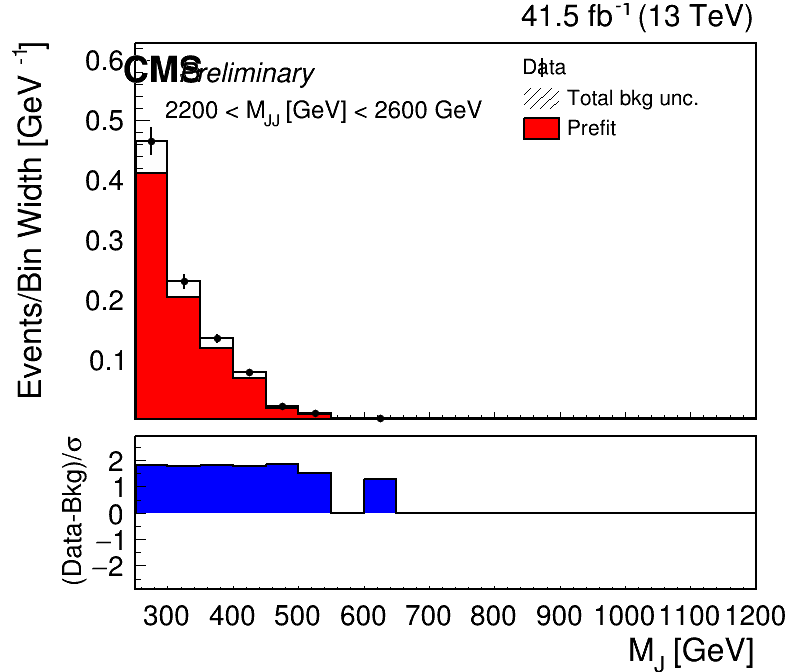 41.5 fb⁻¹ (13 TeV)
CMS Preliminary
2200 < M_JJ [GeV] < 2600 GeV
Data
Total bkg unc.
Prefit
Events/Bin Width [GeV⁻¹]
0.6
0.5
0.4
0.3
0.2
0.1
(Data-Bkg)/σ
2
1
0
−1
−2
300 400 500 600 700 800 900 1000 1100 1200
M_J [GeV]